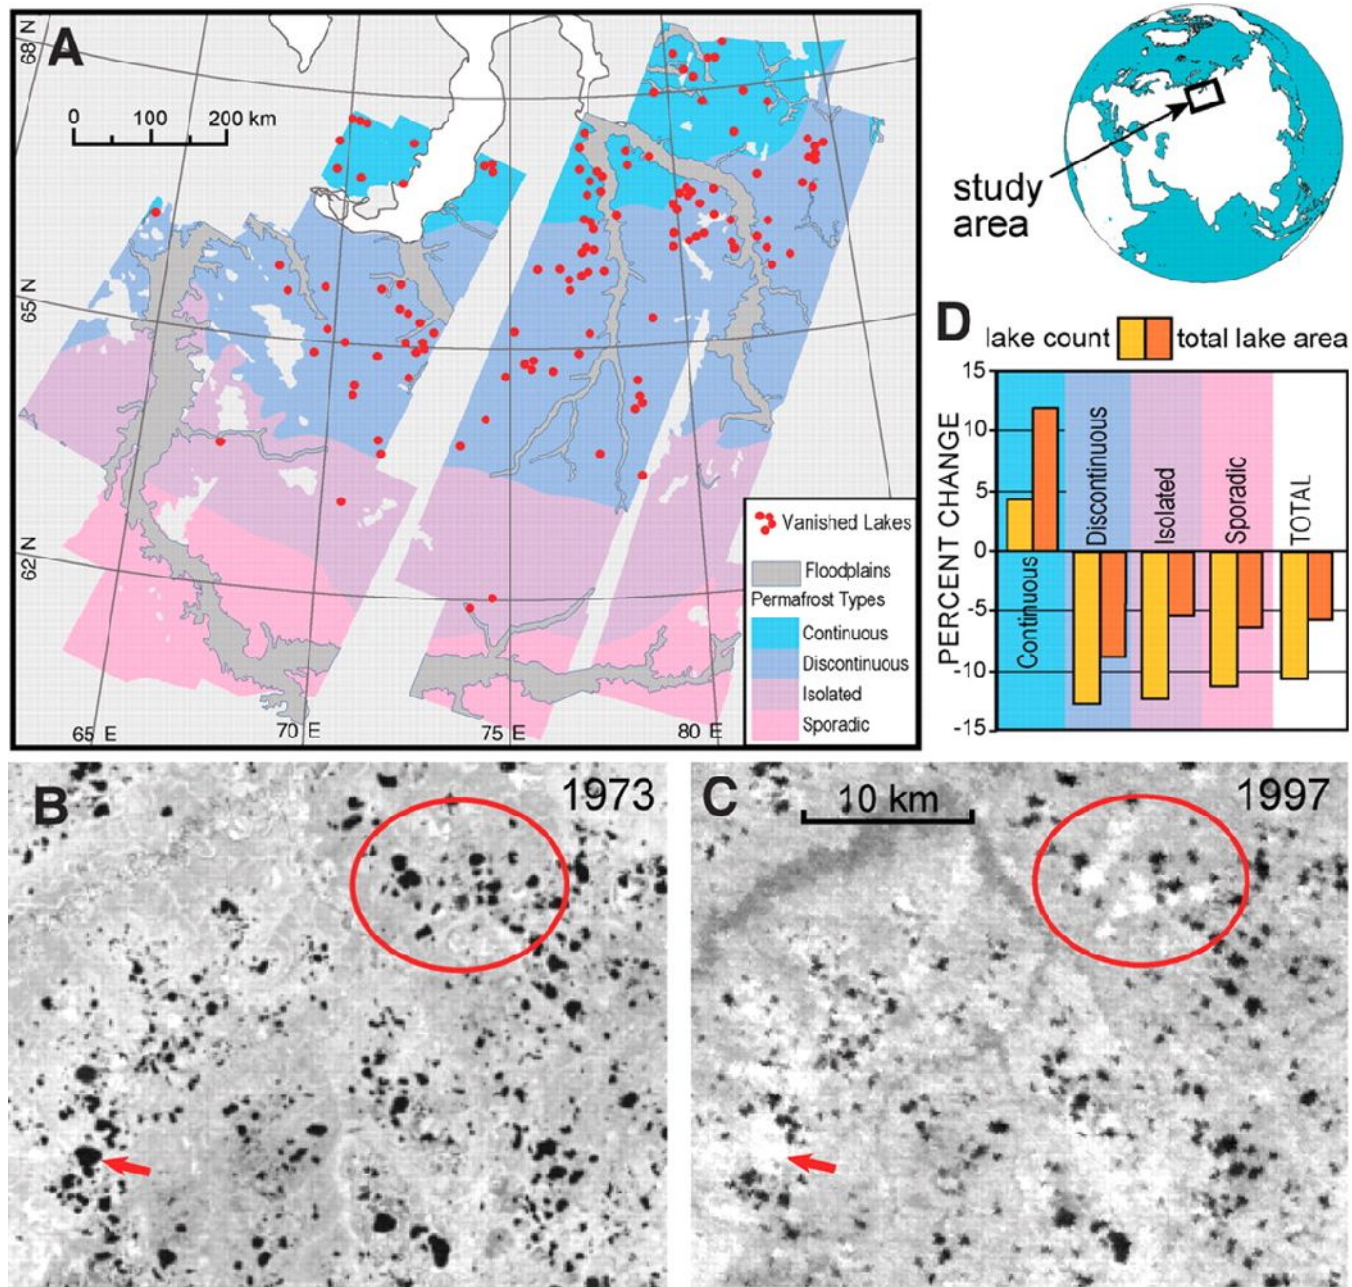 A
68 N
65 N
62 N
0 100 200 km
65 E
70 E
75 E
80 E
Vanished Lakes
Floodplains
Permafrost Types
Continuous
Discontinuous
Isolated
Sporadic
study
area
D
lake count
total lake area
PERCENT CHANGE
15
10
5
0
-5
-10
-15
Continuous
Discontinuous
Isolated
Sporadic
TOTAL
B
1973
C
10 km
1997